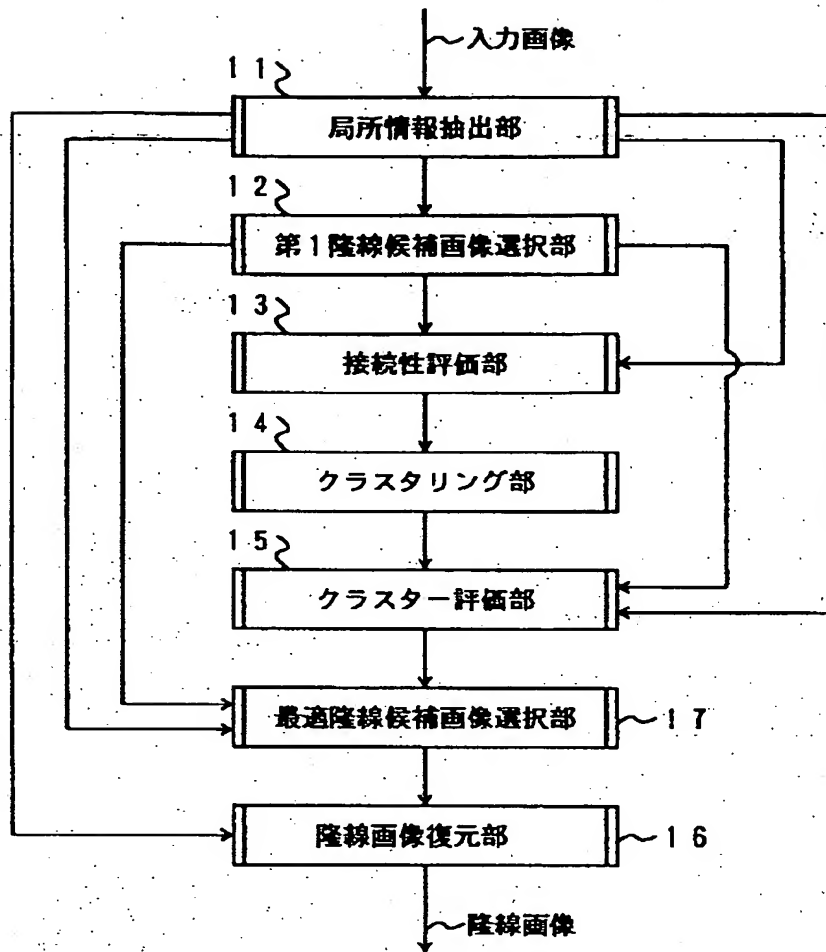 入力画像
11
局所情報抽出部
12
第1隆線候補画像選択部
13
接続性評価部
14
クラスタリング部
15
クラスター評価部
最適隆線候補画像選択部
17
隆線画像復元部
16
隆線画像